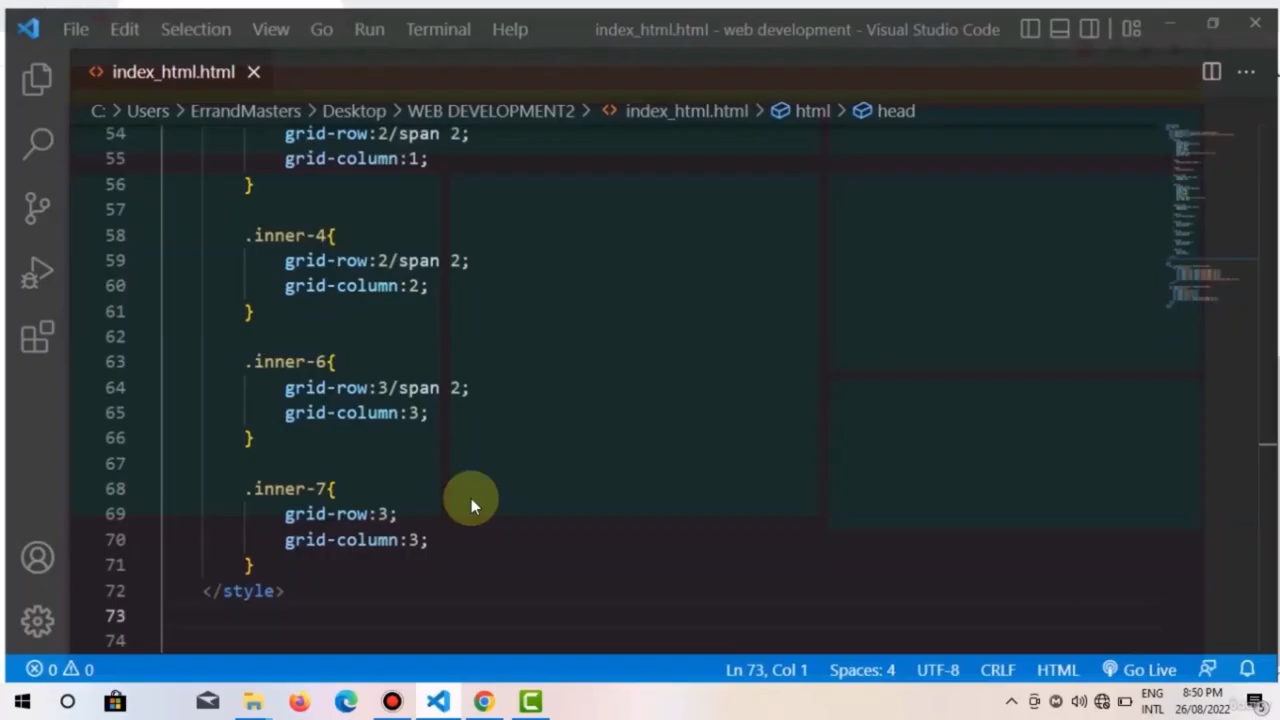 File Edit Selection View Go Run Terminal Help index_html.html - web development - Visual Studio Code
index_html.html
C: > Users > ErrandMasters > Desktop > WEB DEVELOPMENT2 > index_html.html > html > head
54 grid-row:2/span 2;
55 grid-column:1;
56 }
57
58 .inner-4{
59 grid-row:2/span 2;
60 grid-column:2;
61 }
62
63 .inner-6{
64 grid-row:3/span 2;
65 grid-column:3;
66 }
67
68 .inner-7{
69 grid-row:3;
70 grid-column:3;
71 }
72 </style>
73
74
0 0 Ln 73, Col 1 Spaces: 4 UTF-8 CRLF HTML Go Live
ENG 8:50 PM
INTL 26/08/2022 5